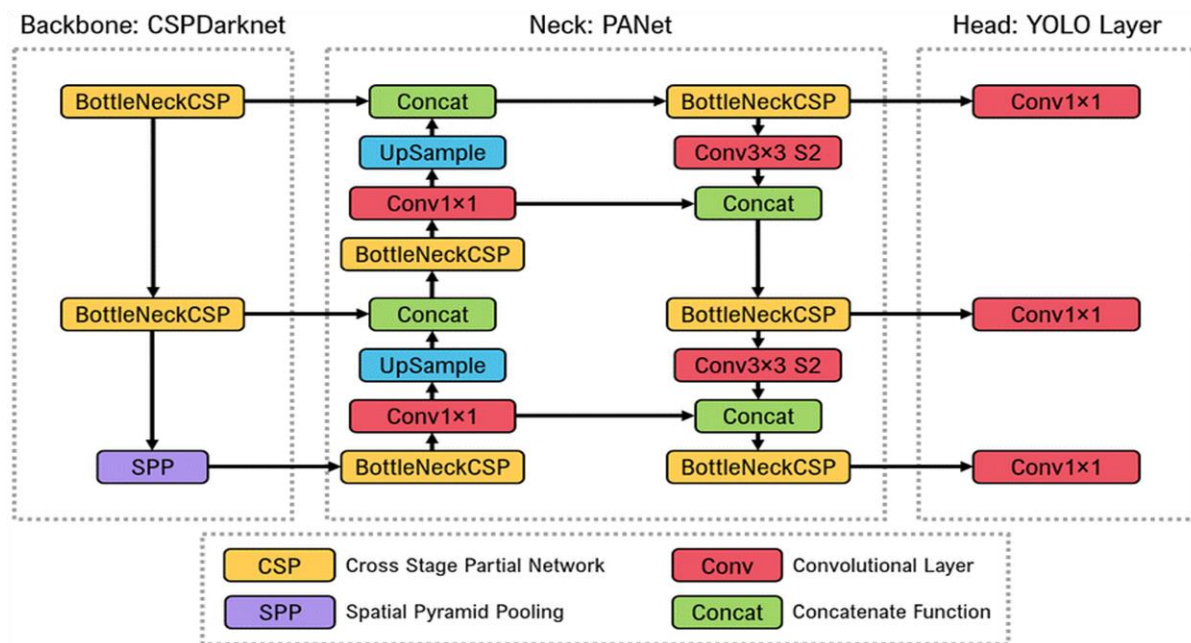 Backbone: CSPDarknet
Neck: PANet
Head: YOLO Layer
BottleNeckCSP
Concat
BottleNeckCSP
Conv1×1
UpSample
Conv3×3 S2
Conv1×1
Concat
BottleNeckCSP
BottleNeckCSP
Concat
BottleNeckCSP
Conv1×1
UpSample
Conv3×3 S2
Conv1×1
Concat
SPP
BottleNeckCSP
BottleNeckCSP
Conv1×1
CSP Cross Stage Partial Network
Conv Convolutional Layer
SPP Spatial Pyramid Pooling
Concat Concatenate Function